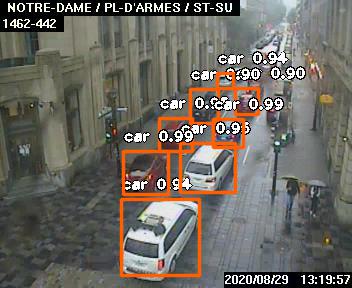 NOTRE-DAME / PL-D'ARMES / ST-SU
1462-442
car 0.94
car 0.90 0.90
car 0.99
car 0.99
car 0.95
car 0.94
2020/08/29 13:19:57